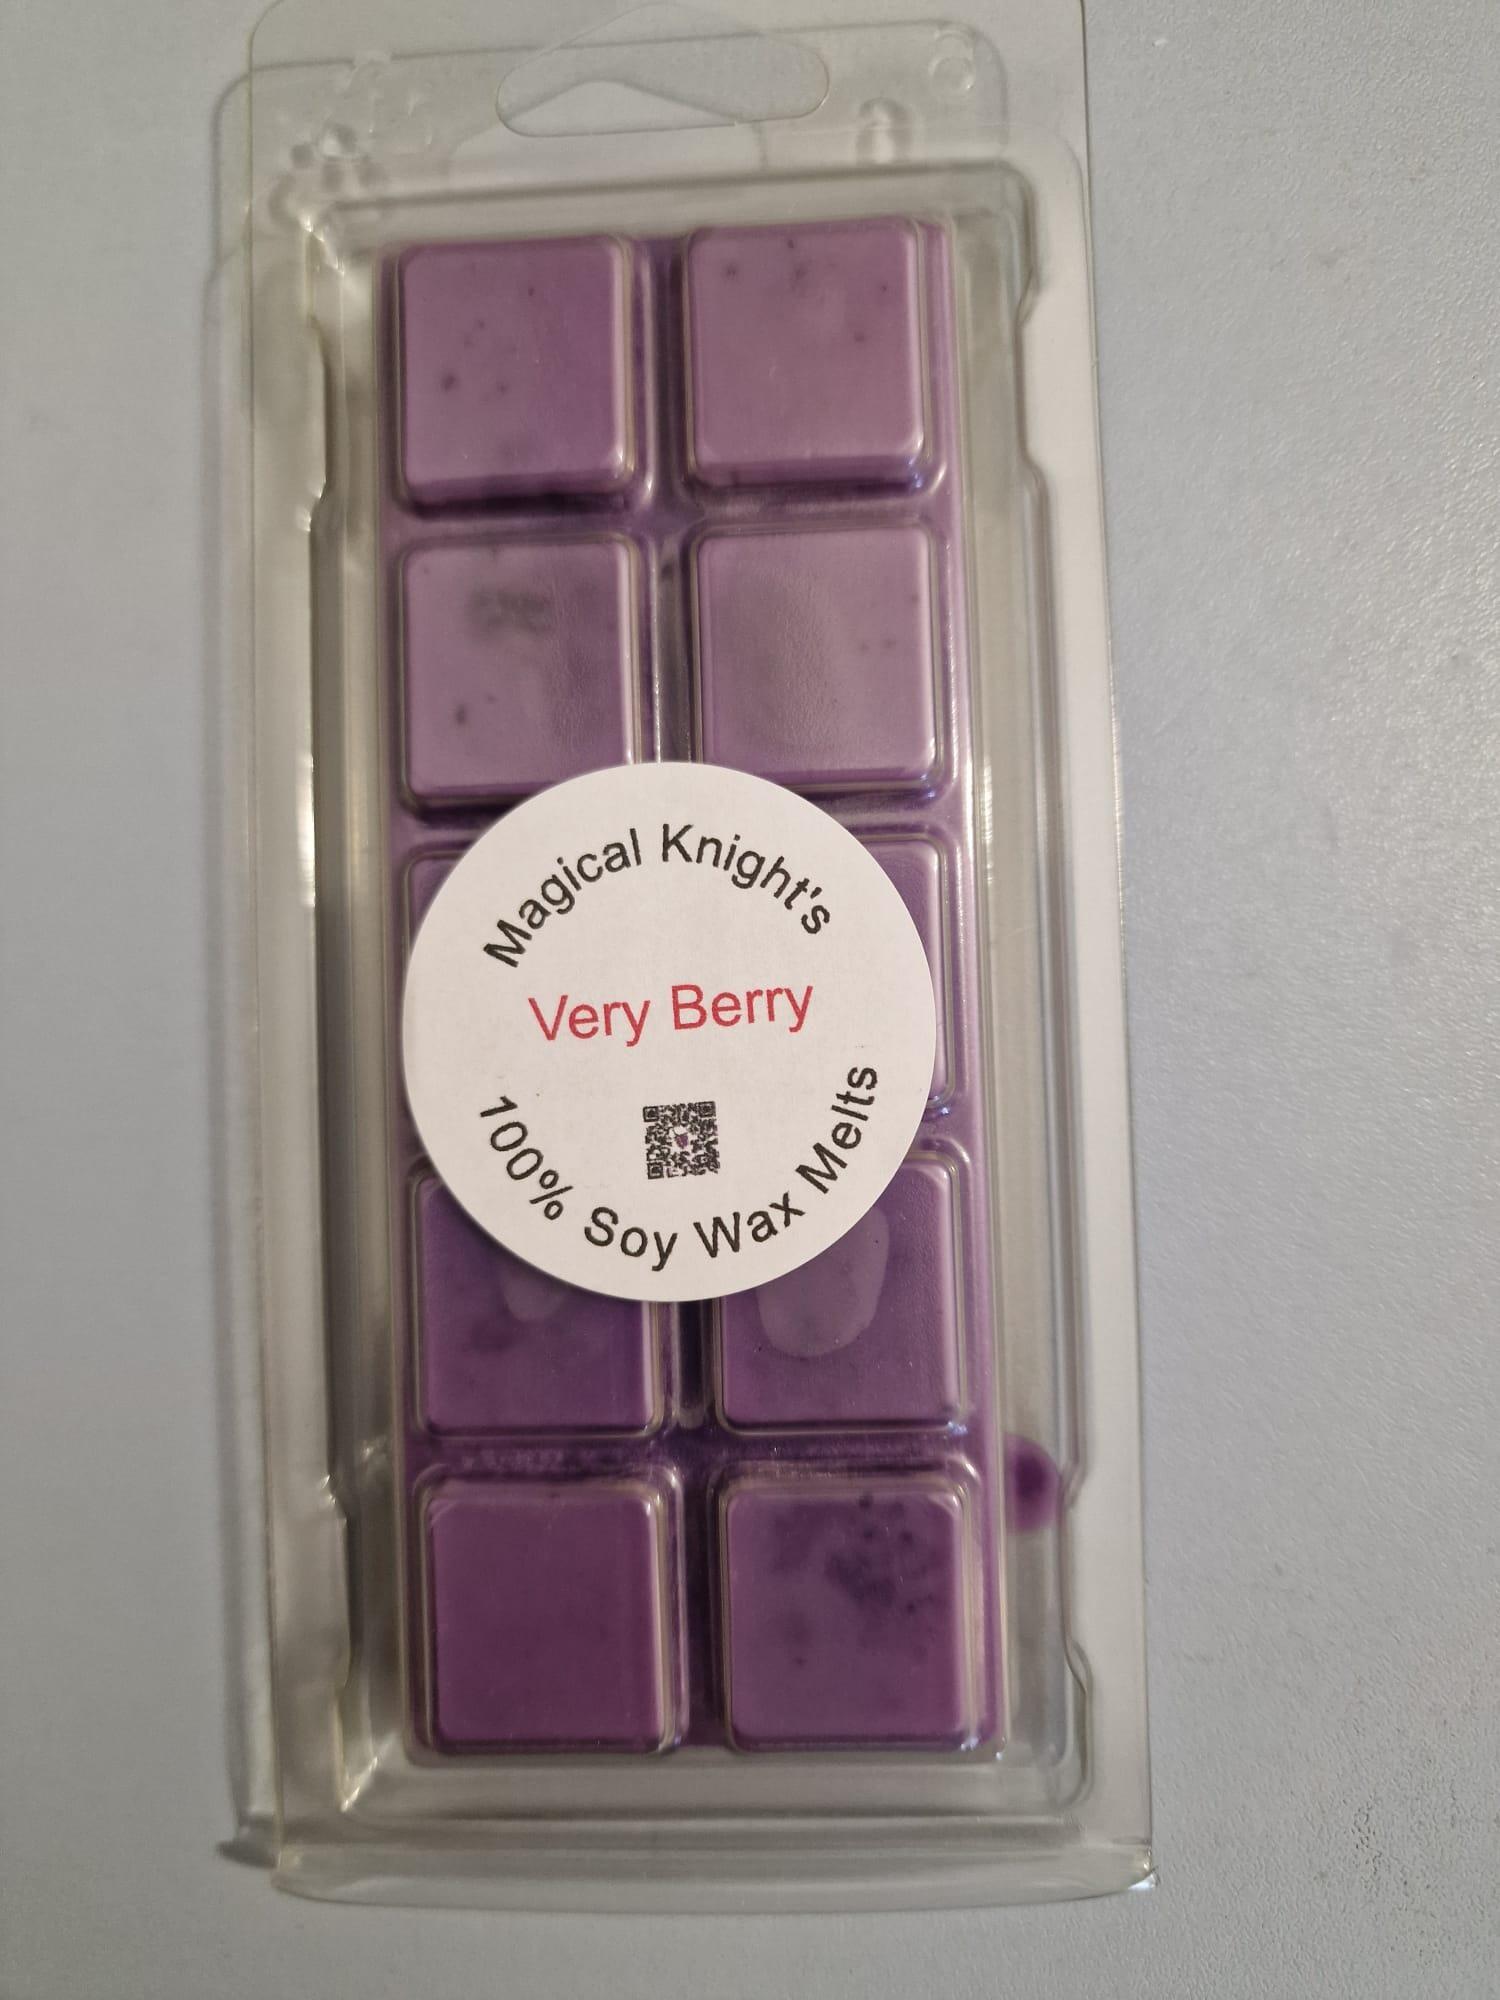 Magical Knight's
Very Berry
100% Soy Wax Melts